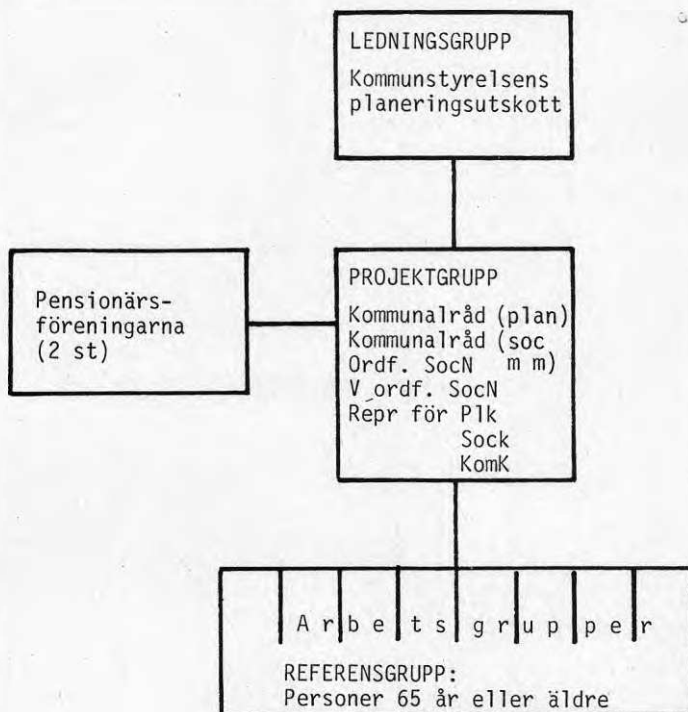 LEDNINGSGRUPP
Kommunstyrelsens
planeringsutskott
Pensionärs-
föreningarna
(2 st)
PROJEKTGRUPP
Kommunalråd (plan)
Kommunalråd (soc
Ordf. SocN m m)
V ordf. SocN
Repr för Plk
Sock
KomK
Arbetsgrupper
REFERENSGRUPP:
Personer 65 år eller äldre